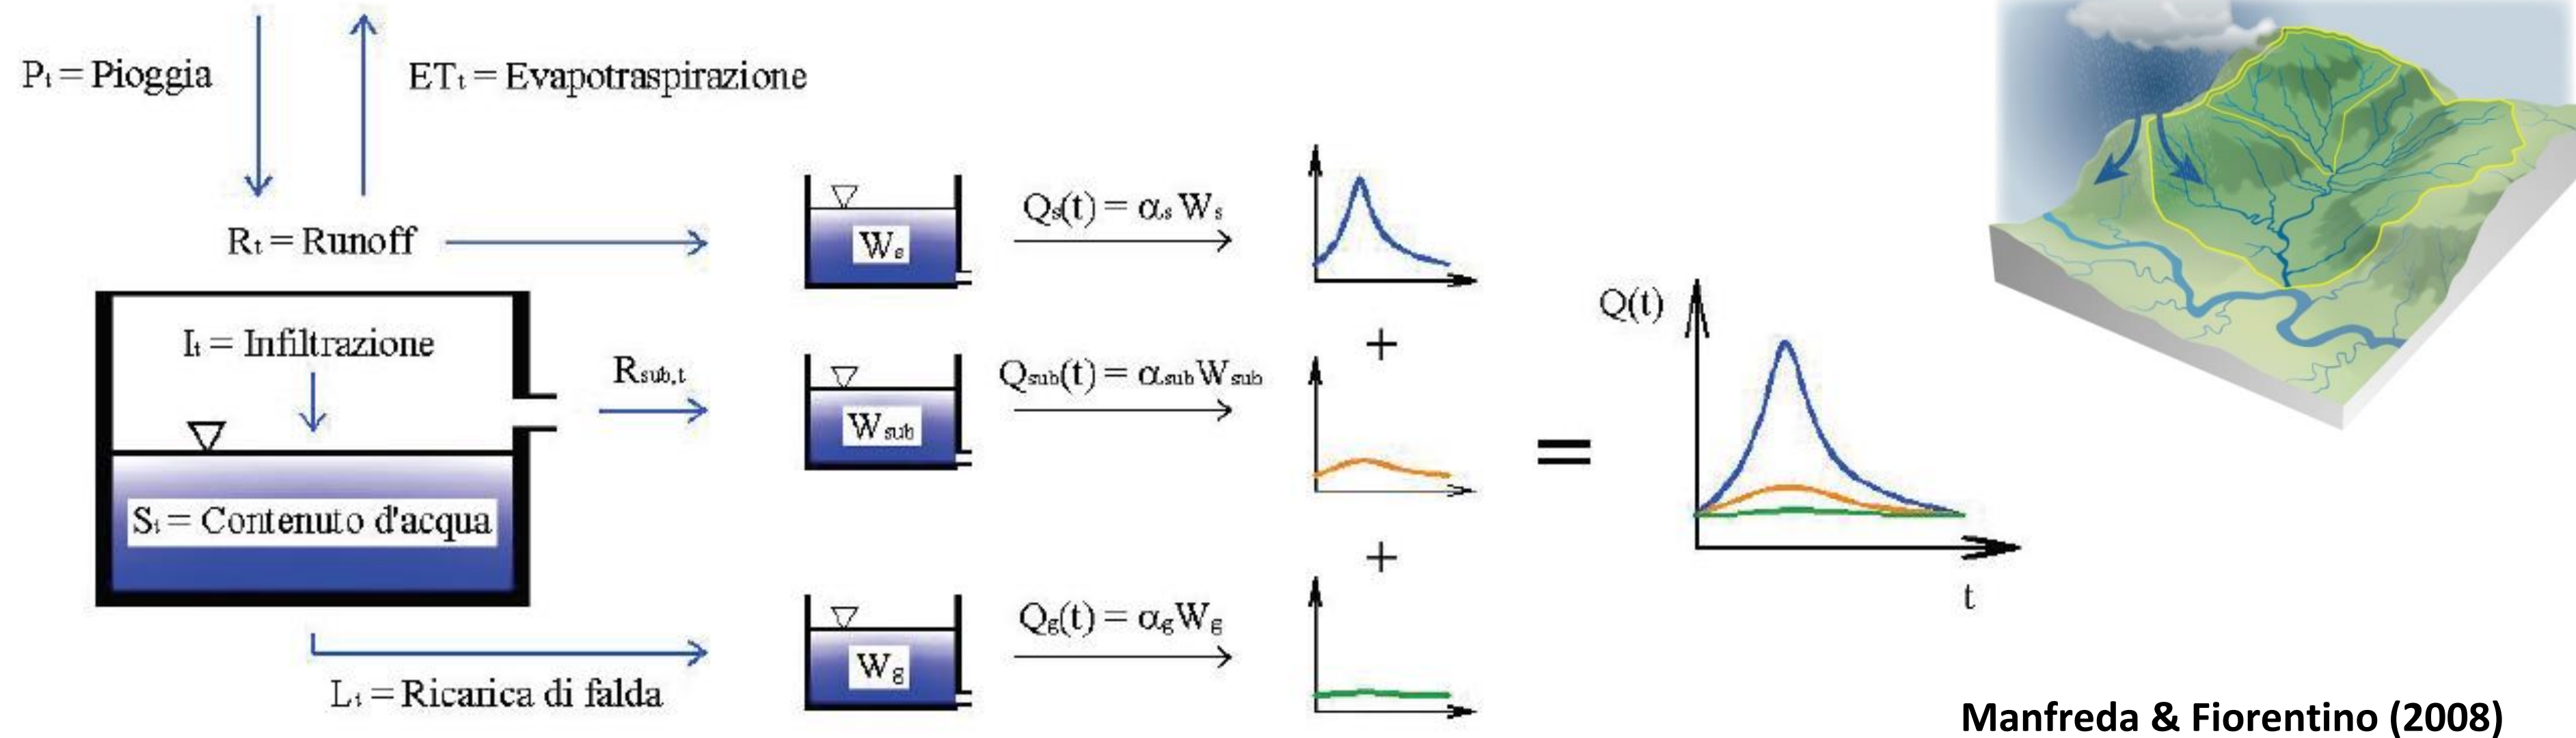 Pt = Pioggia
ETt = Evapotraspirazione
Rt = Runoff
It = Infiltrazione
St = Contenuto d'acqua
Rsub,t
Lt = Ricarica di falda
Ws
Qs(t) = αs Ws
Wsub
Qsub(t) = αsub Wsub
Wg
Qg(t) = αg Wg
+
+
=
Q(t)
t
Manfreda & Fiorentino (2008)